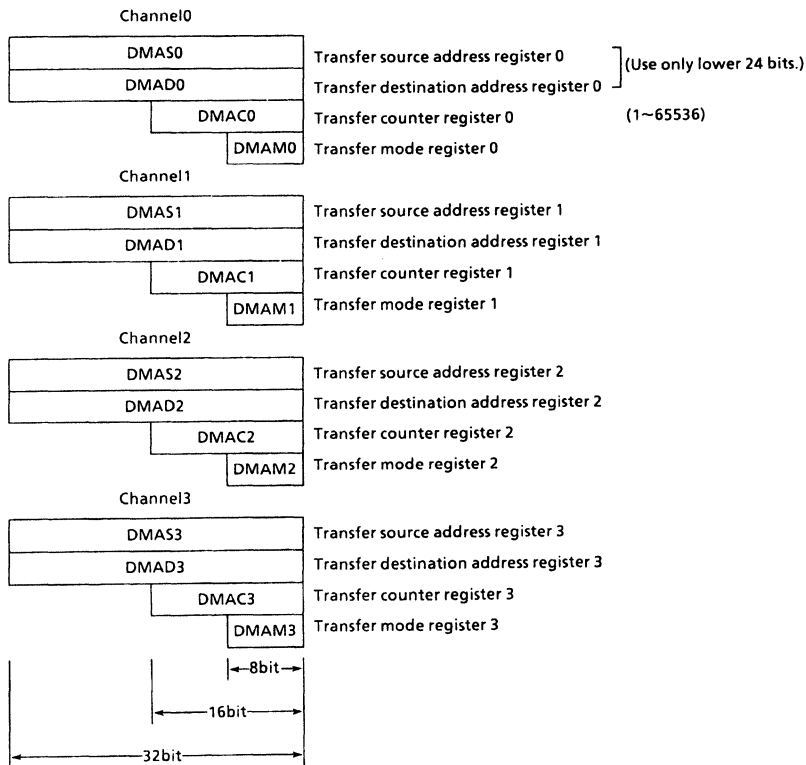 Channel0
DMAS0 Transfer source address register 0 (Use only lower 24 bits.)
DMAD0 Transfer destination address register 0
DMAC0 Transfer counter register 0 (1~65536)
DMAM0 Transfer mode register 0
Channel1
DMAS1 Transfer source address register 1
DMAD1 Transfer destination address register 1
DMAC1 Transfer counter register 1
DMAM1 Transfer mode register 1
Channel2
DMAS2 Transfer source address register 2
DMAD2 Transfer destination address register 2
DMAC2 Transfer counter register 2
DMAM2 Transfer mode register 2
Channel3
DMAS3 Transfer source address register 3
DMAD3 Transfer destination address register 3
DMAC3 Transfer counter register 3
DMAM3 Transfer mode register 3
8bit
16bit
32bit